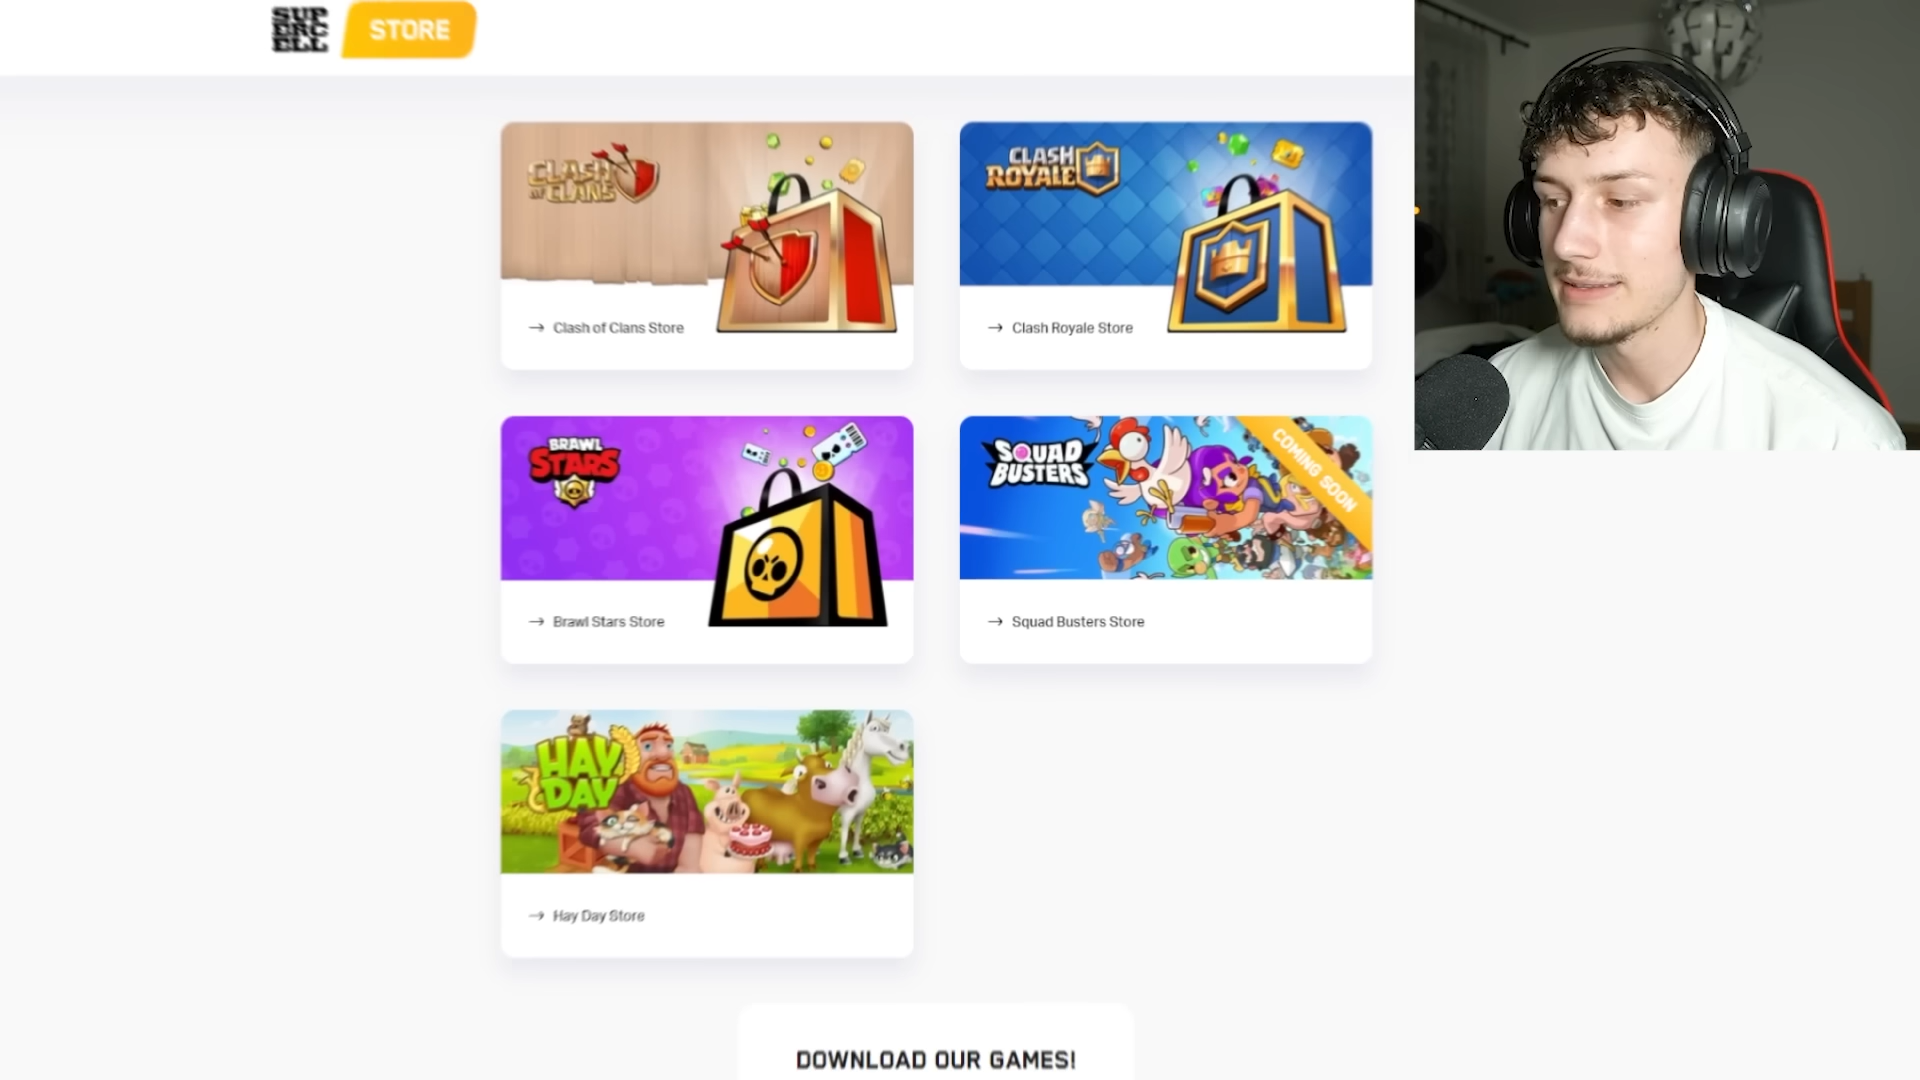 SUP
ERC
ELL
STORE
CLASH
OF CLANS
→ Clash of Clans Store
CLASH
ROYALE
→ Clash Royale Store
BRAWL
STARS
→ Brawl Stars Store
SQUAD
BUSTERS
COMING SOON
→ Squad Busters Store
HAY
DAY
→ Hay Day Store
DOWNLOAD OUR GAMES!